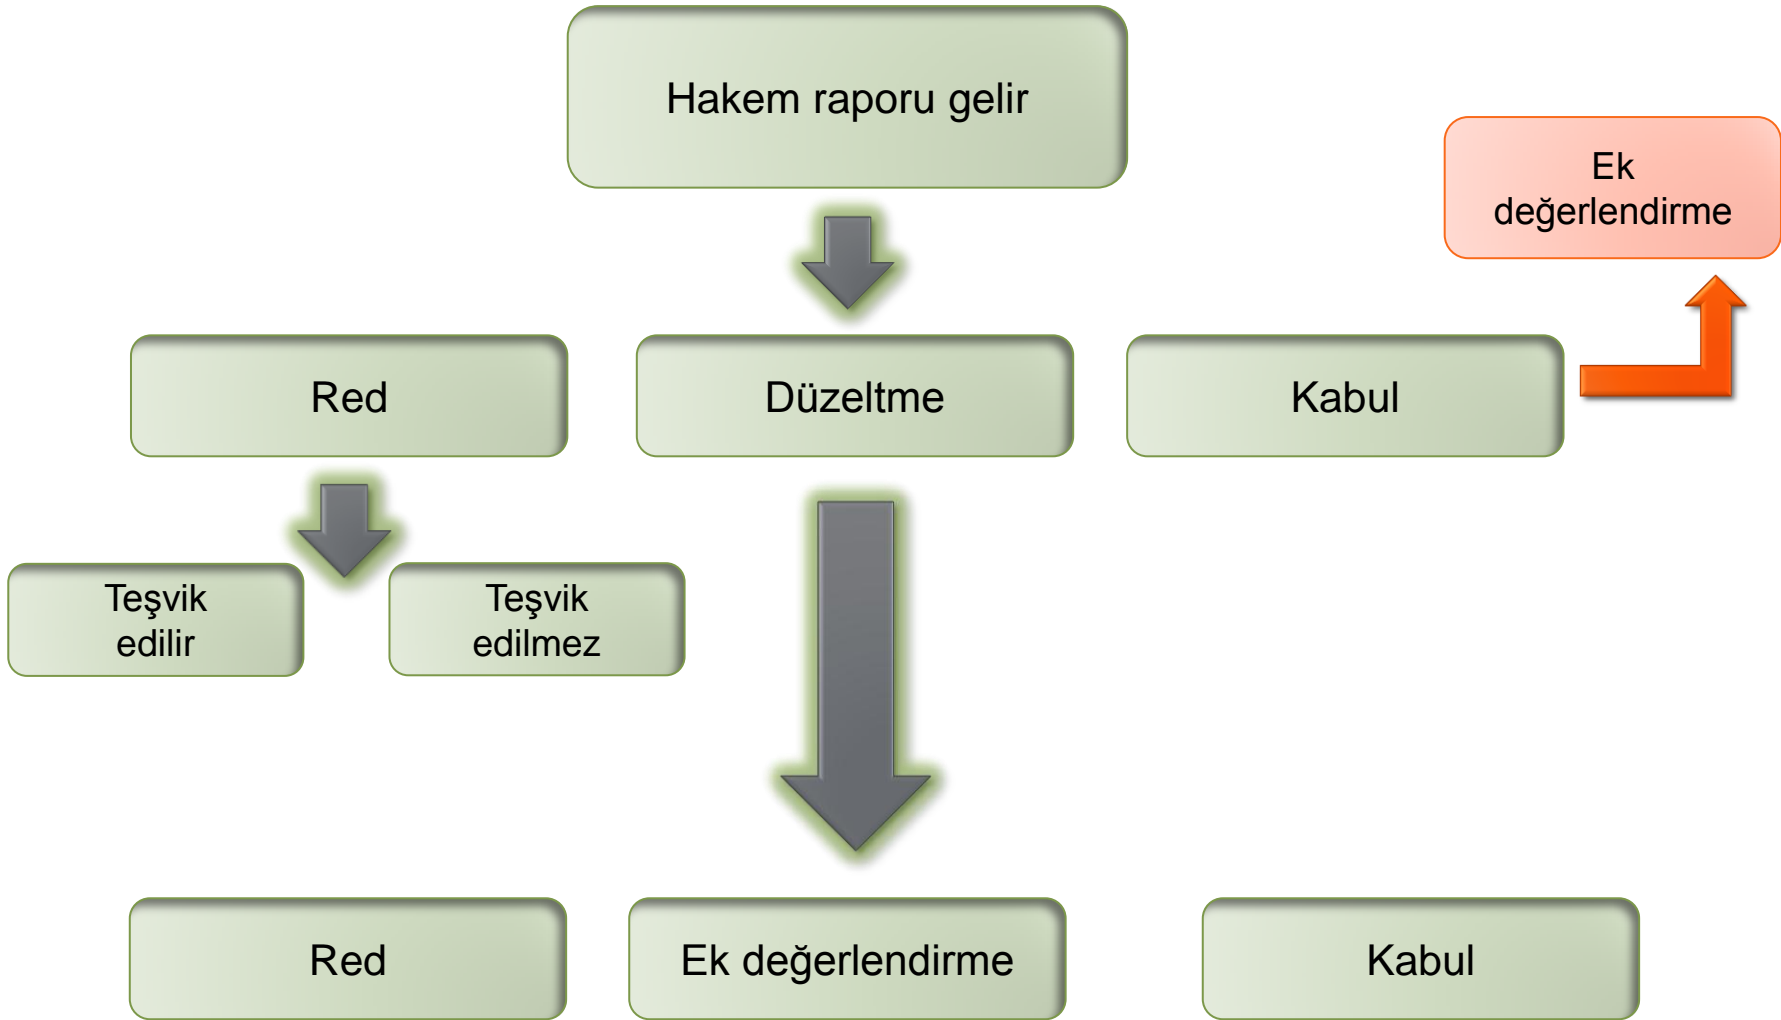 Hakem raporu gelir
Ek
değerlendirme
Red
Düzeltme
Kabul
Teşvik
edilir
Teşvik
edilmez
Red
Ek değerlendirme
Kabul